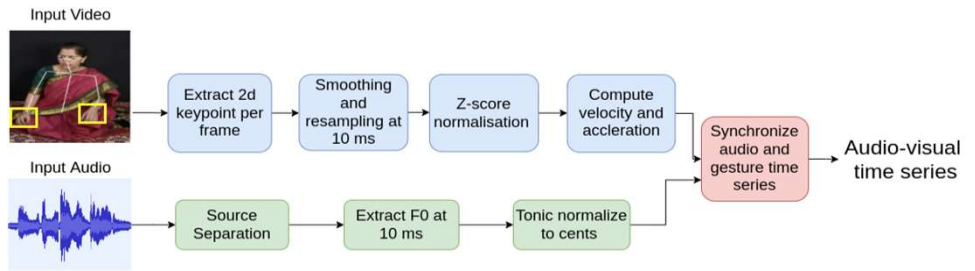 Input Video
Extract 2d
keypoint per
frame
Smoothing
and
resampling at
10 ms
Z-score
normalisation
Compute
velocity and
accleration
Synchronize
audio and
gesture time
series
Audio-visual
time series
Input Audio
Source
Separation
Extract F0 at
10 ms
Tonic normalize
to cents